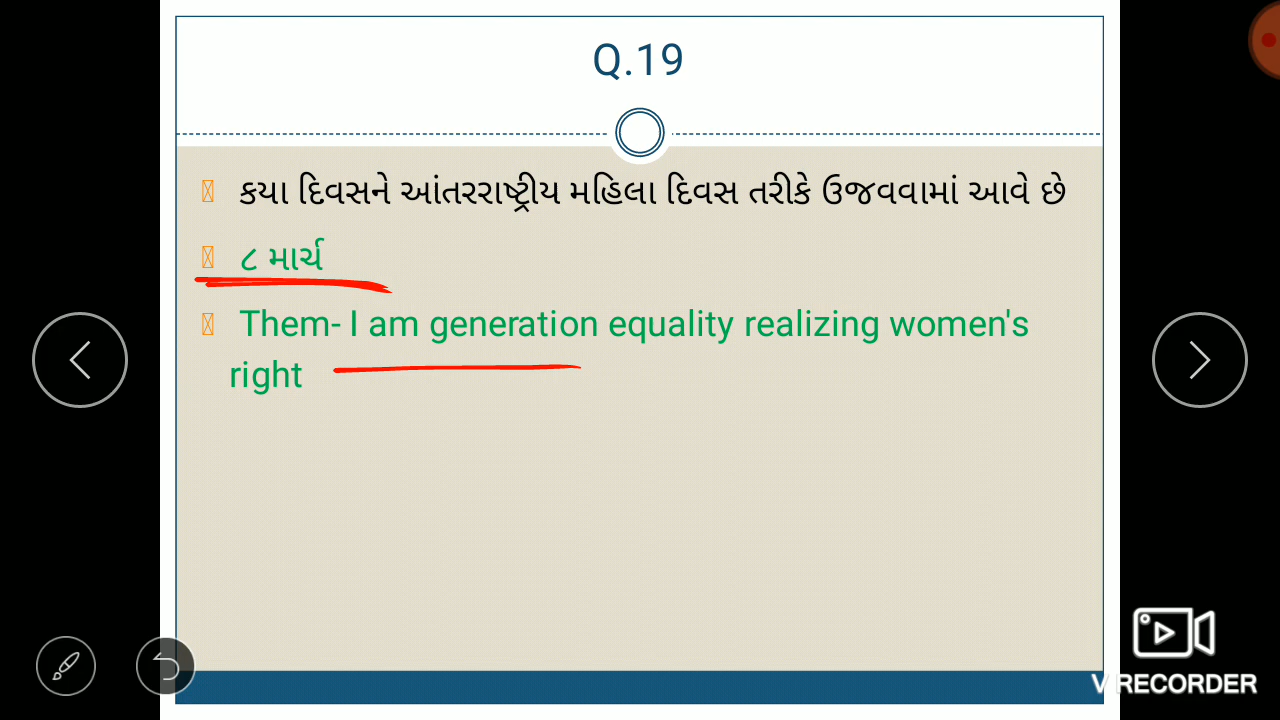 Q.19
કયા દિવસને આંતરરાષ્ટ્રીય મહિલા દિવસ તરીકે ઉજવવામાં આવે છે
૮ માર્ચ
Them- I am generation equality realizing women's
right
V RECORDER